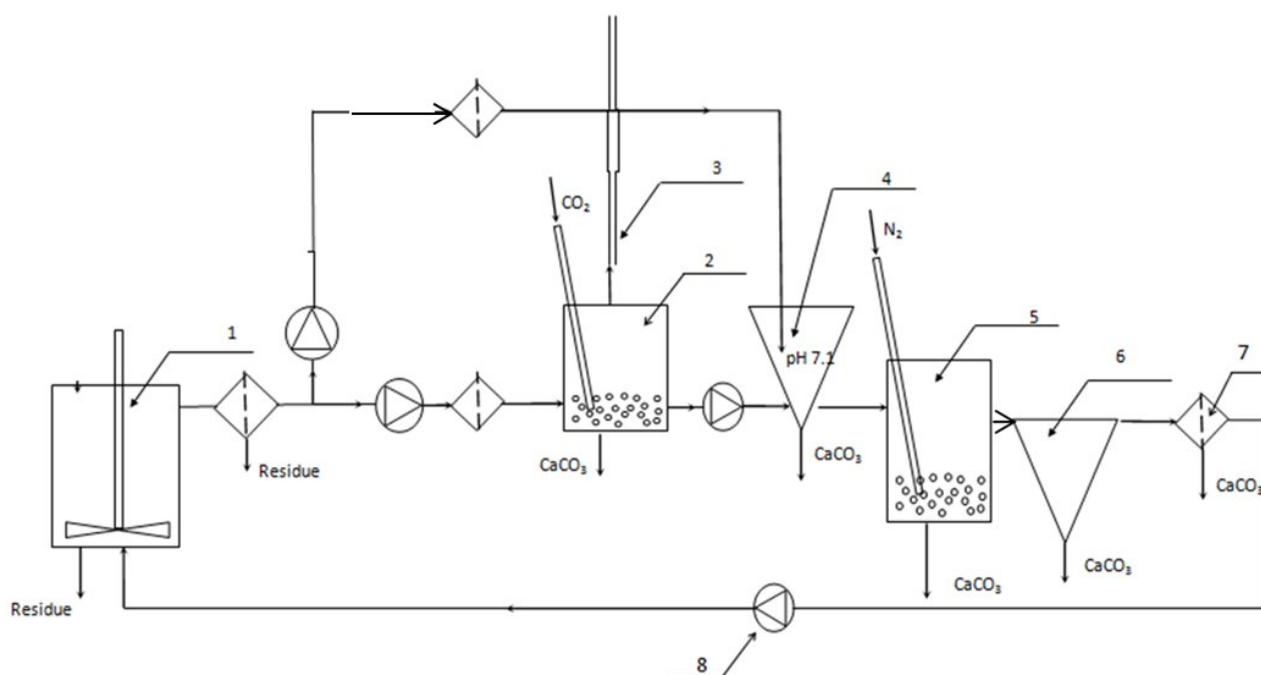 3
4
CO₂
N₂
2
1
5
6
7
pH 7.1
Residue
CaCO₃
CaCO₃
CaCO₃
CaCO₃
CaCO₃
Residue
8